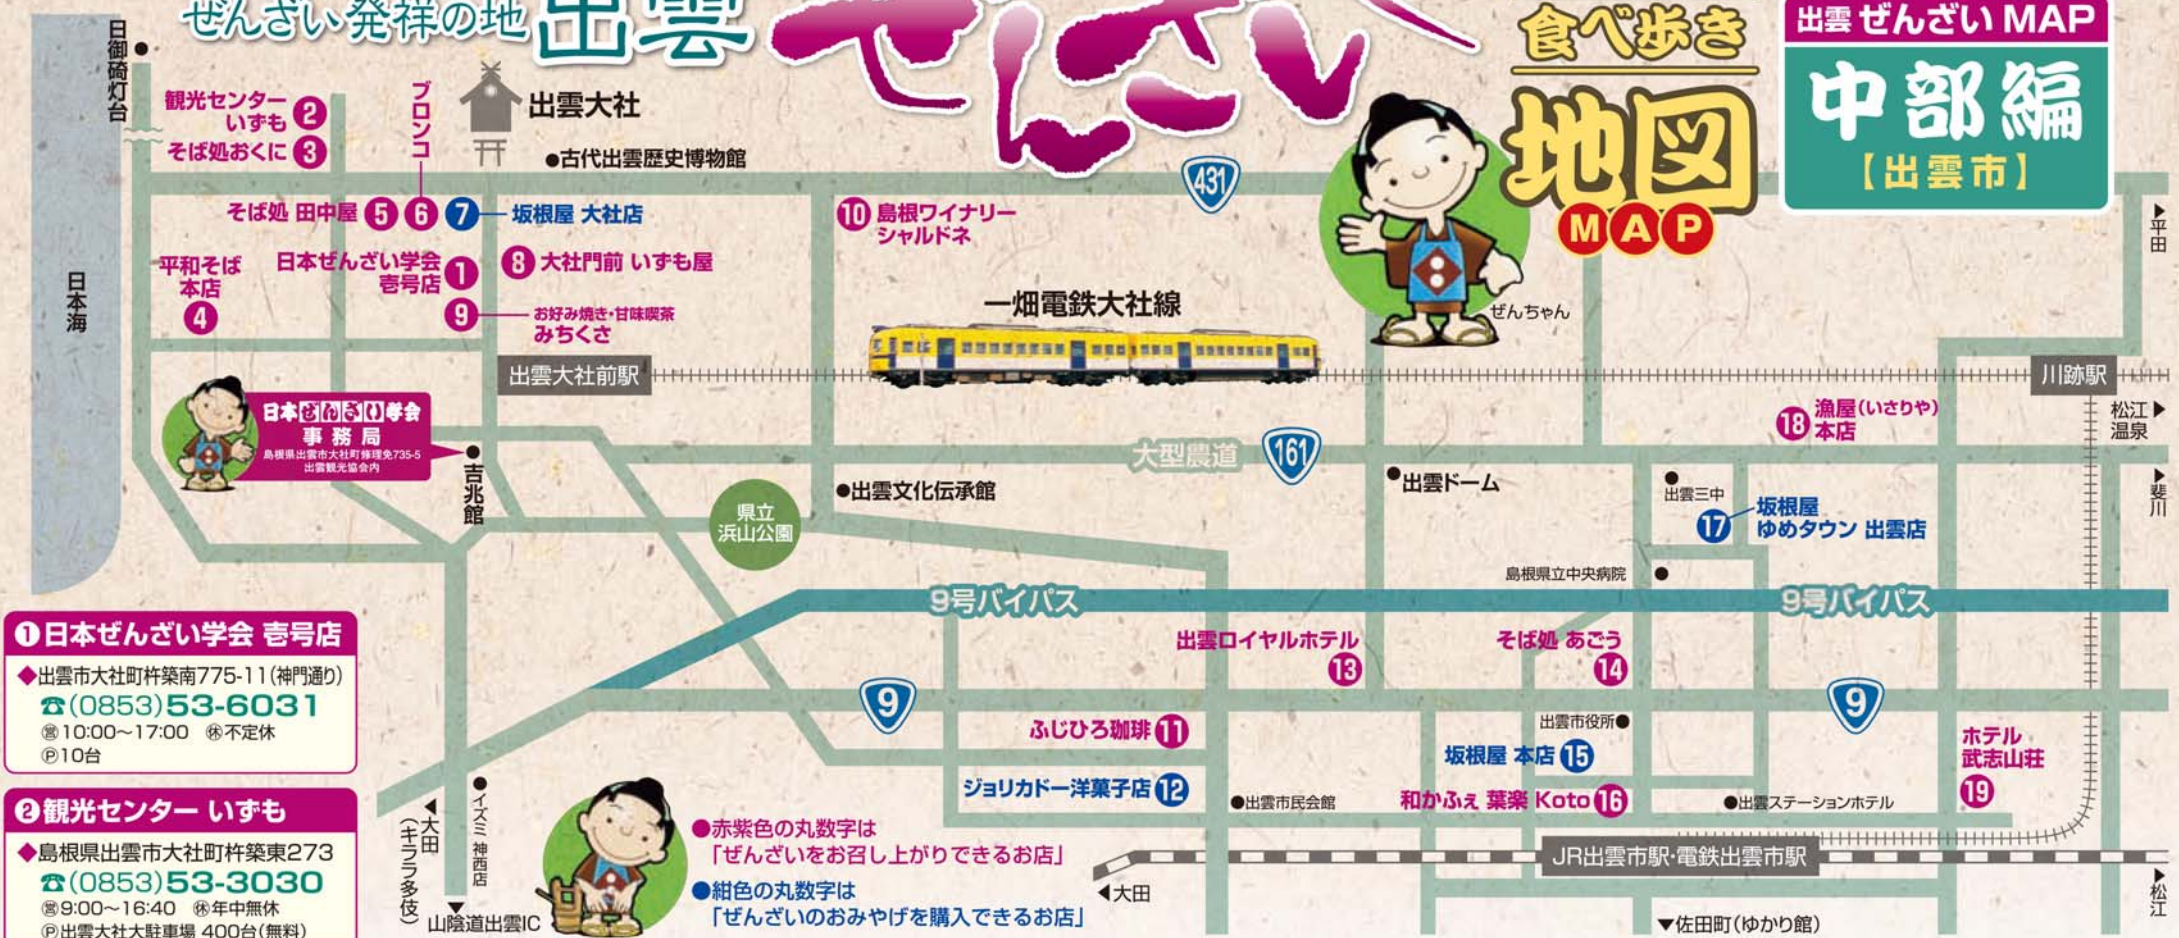 ぜんざい発祥の地 出雲
ぜんざい
食べ歩き
地図
MAP
出雲 ぜんざい MAP
中部編
【出雲市】
日御碕灯台
観光センター
いずも ②
そば処おくに ③
ブロンコ
出雲大社
●古代出雲歴史博物館
431
そば処 田中屋 ⑤ ⑥ ⑦ 坂根屋 大社店
⑩ 島根ワイナリー
シャルドネ
▶平田
日本海
平和そば
本店
④
日本ぜんざい学会
壱号店 ①
⑧ 大社門前 いずも屋
⑨ お好み焼き・甘味喫茶
みちくさ
一畑電鉄大社線
ぜんちゃん
出雲大社前駅
川跡駅
日本ぜんざい学会
事務局
島根県出雲市大社町修理免735-5
出雲観光協会内
●吉兆館
大型農道
161
⑱ 漁屋(いさりや)
本店
松江▶
温泉
▶斐川
県立
浜山公園
●出雲文化伝承館
●出雲ドーム
●
出雲三中
⑰ 坂根屋
ゆめタウン 出雲店
島根県立中央病院 ●
9号バイパス
9号バイパス
出雲ロイヤルホテル
⑬
そば処 あごう
⑭
9
9
ふじひろ珈琲 ⑪
出雲市役所●
坂根屋 本店 ⑮
ホテル
武志山荘
⑲
ジョリカドー洋菓子店 ⑫
●出雲市民会館
和かふぇ 葉楽 Koto ⑯
●出雲ステーションホテル
JR出雲市駅・電鉄出雲市駅
◀大田
▶松江
▼佐田町(ゆかり館)
◀大田
(キララ多伎)
●イズミ 神西店
▼
山陰道出雲IC
●赤紫色の丸数字は
「ぜんざいをお召し上がりできるお店」
●紺色の丸数字は
「ぜんざいのおみやげを購入できるお店」
❶日本ぜんざい学会 壱号店
◆出雲市大社町杵築南775-11(神門通り)
☎(0853)53-6031
㊂10:00〜17:00 ㊡不定休
Ⓟ10台
❷観光センター いずも
◆島根県出雲市大社町杵築東273
☎(0853)53-3030
㊂9:00〜16:40 ㊡年中無休
Ⓟ出雲大社大駐車場 400台(無料)